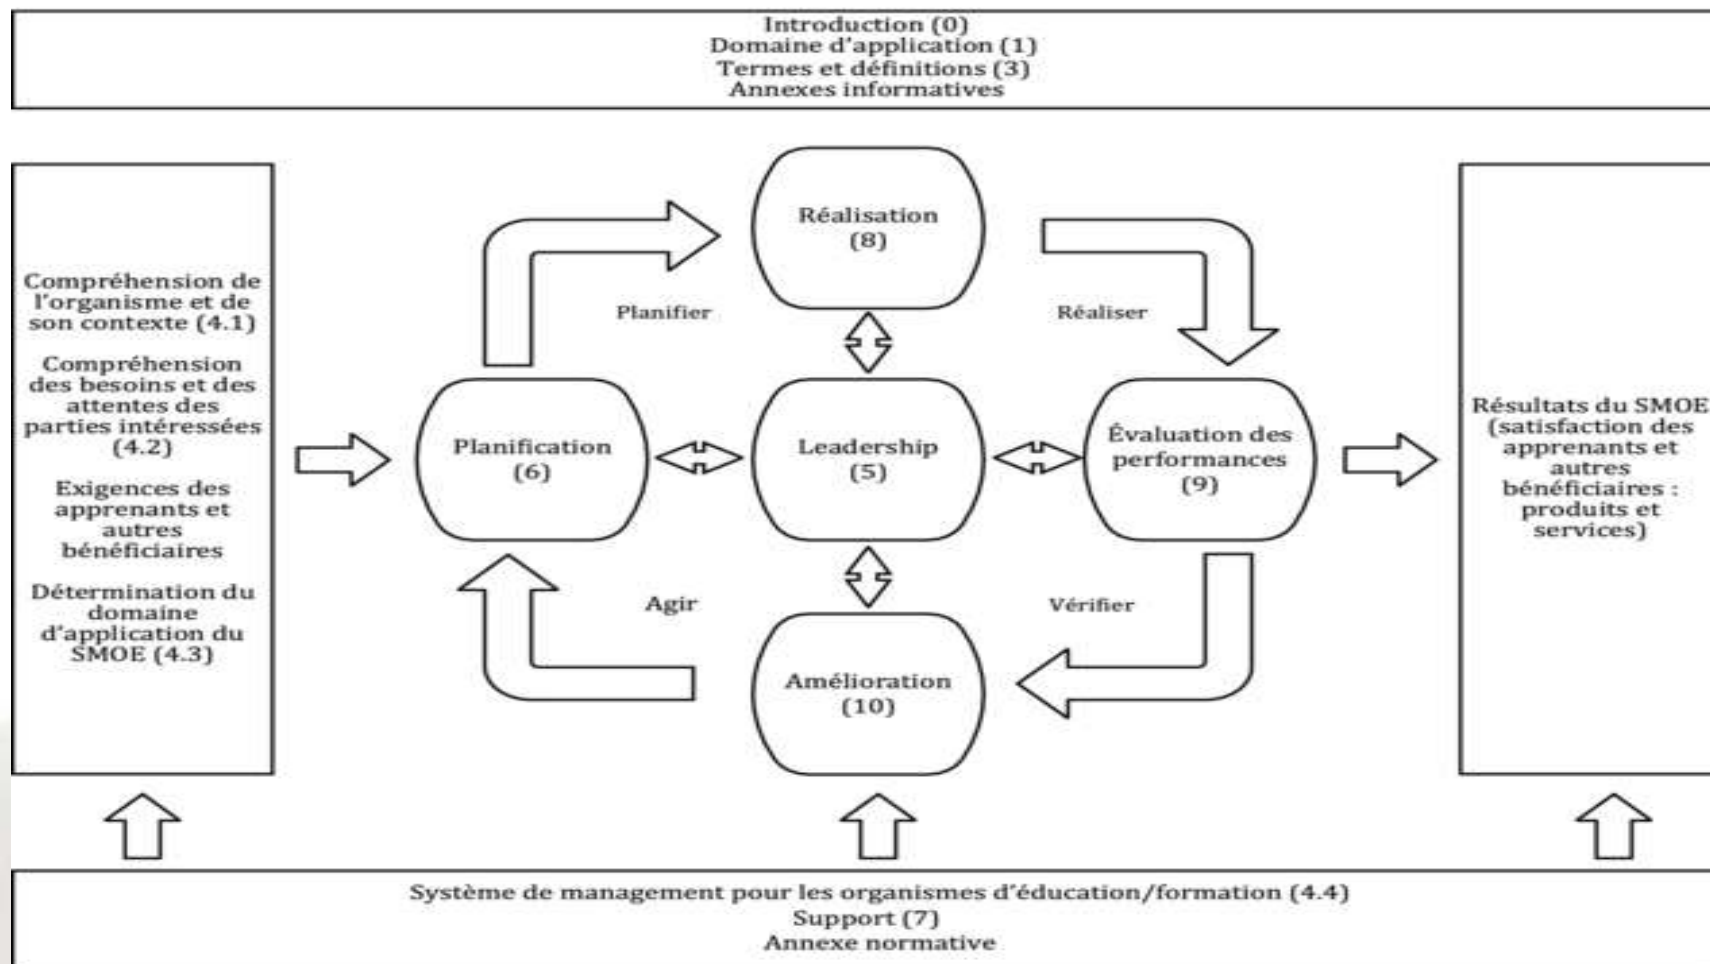 Introduction (0)
Domaine d'application (1)
Termes et définitions (3)
Annexes informatives
Compréhension de
l'organisme et de
son contexte (4.1)
Compréhension
des besoins et des
attentes des
parties intéressées
(4.2)
Exigences des
apprenants et
autres
bénéficiaires
Détermination du
domaine
d'application du
SMOE (4.3)
Réalisation
(8)
Planifier
Réaliser
Planification
(6)
Leadership
(5)
Évaluation des
performances
(9)
Agir
Vérifier
Amélioration
(10)
Résultats du SMOE
(satisfaction des
apprenants et
autres
bénéficiaires :
produits et
services)
Système de management pour les organismes d'éducation/formation (4.4)
Support (7)
Annexe normative